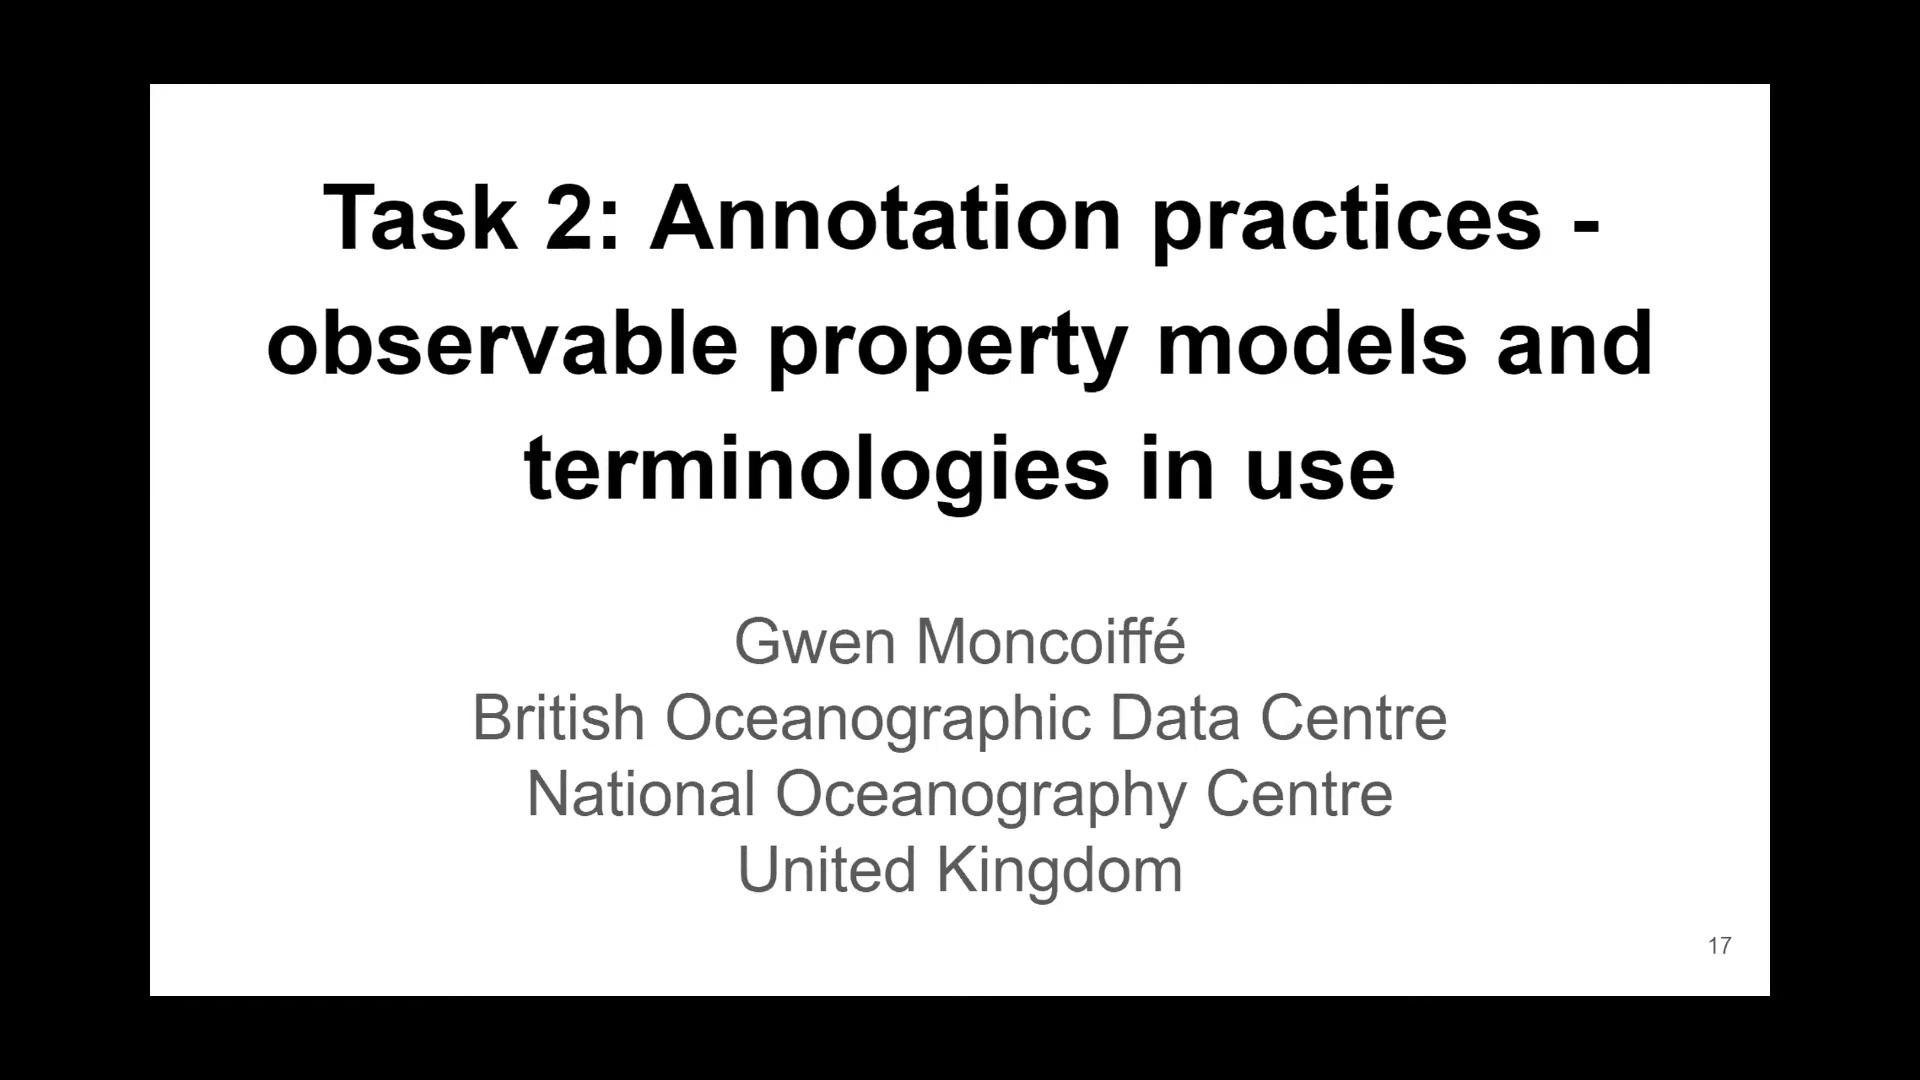 Task 2: Annotation practices -
observable property models and
terminologies in use
Gwen Moncoiffé
British Oceanographic Data Centre
National Oceanography Centre
United Kingdom
17